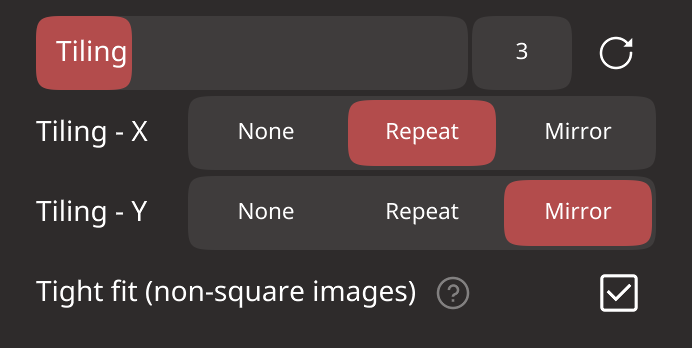 Tiling 3
Tiling - X None Repeat Mirror
Tiling - Y None Repeat Mirror
Tight fit (non-square images) ?